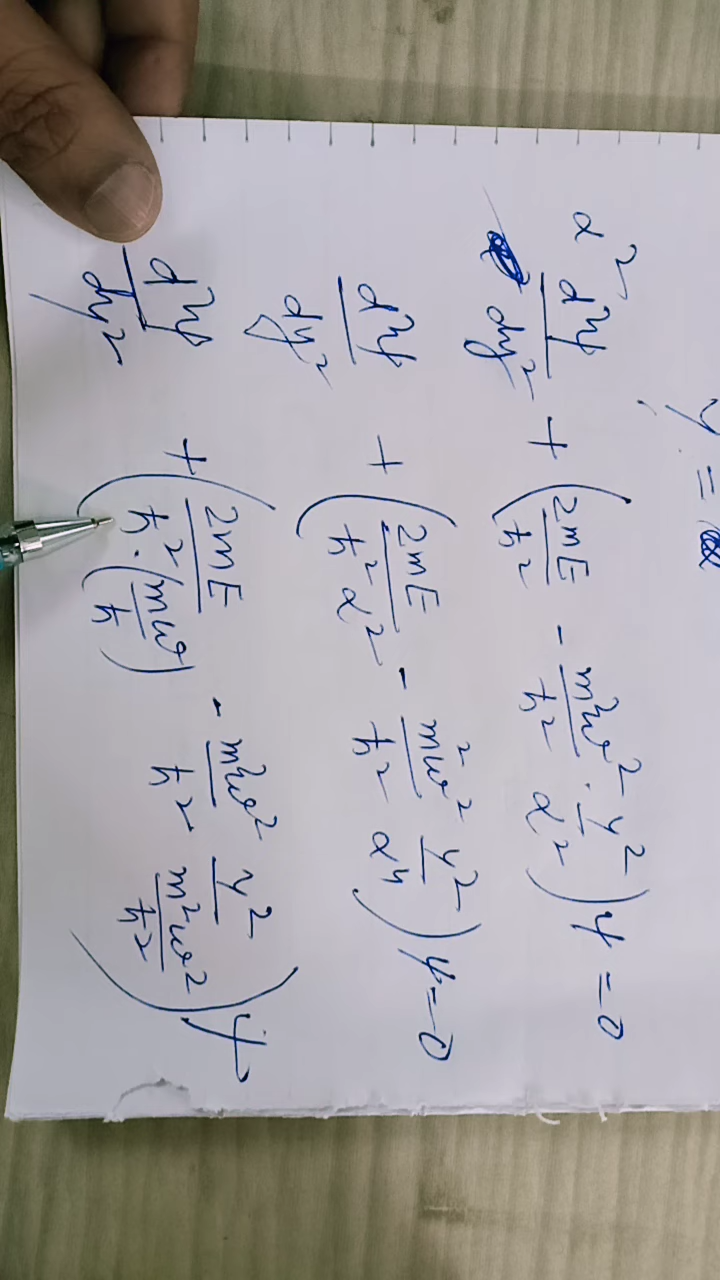 y =
α² d²ψ/dy² + (2mE/ħ² - m²ω²/ħ² · y²/α²)ψ = 0
d²ψ/dy² + (2mE/ħ²α² - m²ω²/ħ² y²/α⁴)ψ = 0
d²ψ/dy² + (2mE/ħ²·(mω/ħ) - m²ω²/ħ² y²/(m²ω²/ħ²))ψ